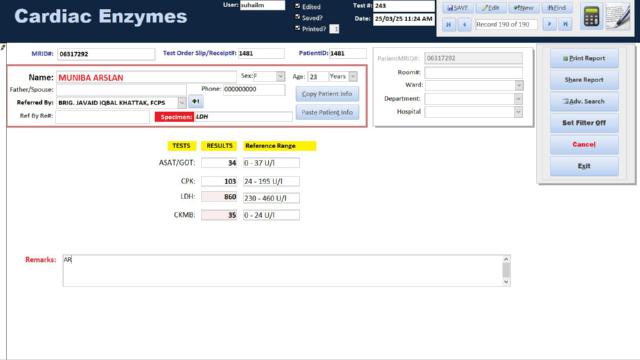 Cardiac Enzymes
User: suhailm
Edited
Saved?
Printed? 1
Test #: 243
Date: 25/03/25 11:24 AM
SAVE Edit New Find
Record 190 of 190
MRID#: 06317292
Test Order Slip/Receipt#: 1481
PatientID: 1481
Name: MUNIBA ARSLAN
Sex: F
Age: 23 Years
Father/Spouse:
Phone: 000000000
Referred By: BRIG. JAVAID IQBAL KHATTAK, FCPS
Ref By Re#:
Specimen: LDH
Copy Patient Info
Paste Patient Info
PatientMRID#: 06317292
Room#:
Ward:
Department:
Hospital
Print Report
Share Report
Adv. Search
Set Filter Off
Cancel
Exit
TESTS RESULTS Reference Range
ASAT/GOT: 34 0 - 37 U/l
CPK: 103 24 - 195 U/l
LDH: 860 230 - 460 U/l
CKMB: 35 0 - 24 U/l
Remarks: AR